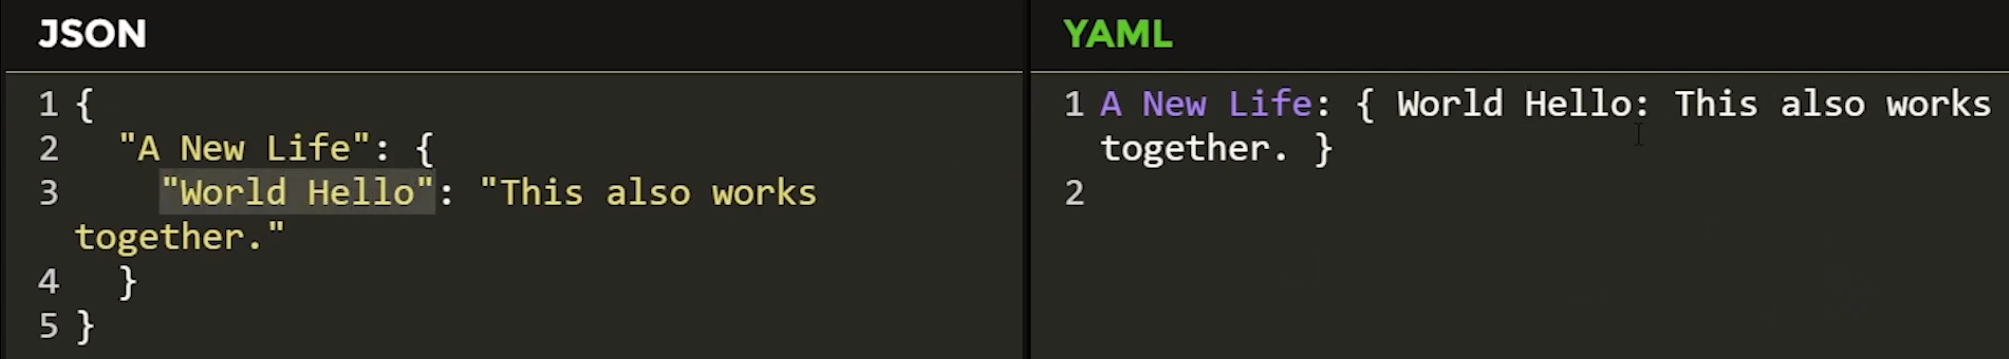 JSON
1 {
2   "A New Life": {
3     "World Hello": "This also works
together."
4   }
5 }
YAML
1 A New Life: { World Hello: This also works
together. }
2